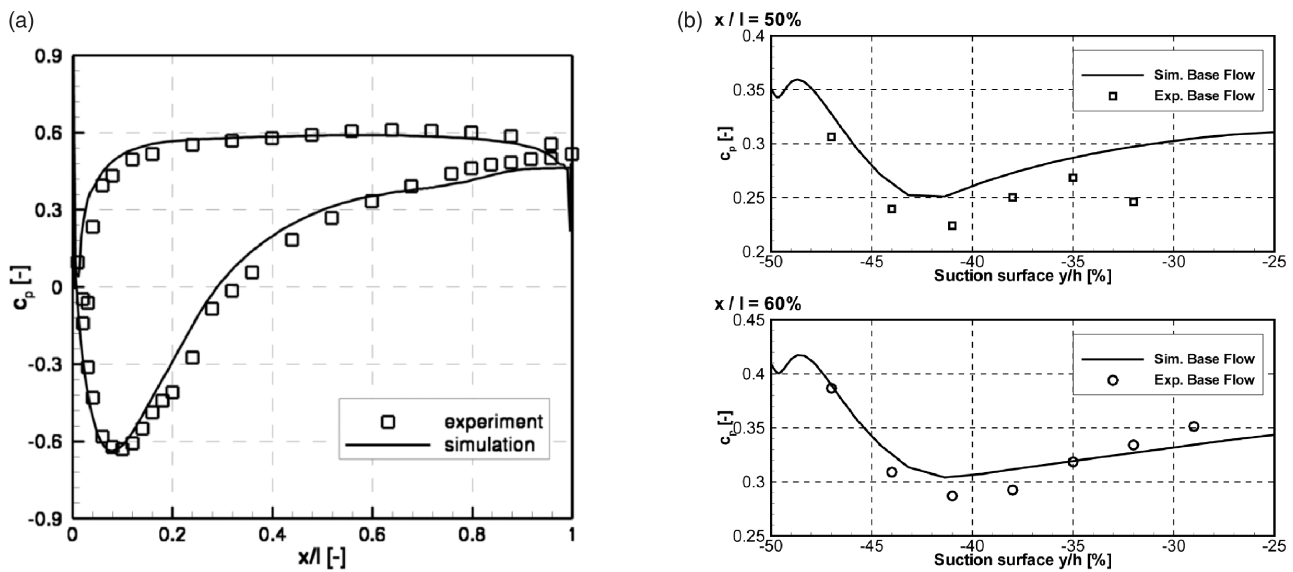 (a)
0.9
0.6
0.3
0
-0.3
-0.6
-0.9
cp [-]
0
0.2
0.4
0.6
0.8
1
x/l [-]
experiment
simulation
(b)
x / l = 50%
0.4
0.35
0.3
0.25
0.2
cp [-]
-50
-45
-40
-35
-30
-25
Suction surface y/h [%]
Sim. Base Flow
Exp. Base Flow
x / l = 60%
0.45
0.4
0.35
0.3
0.25
cp [-]
-50
-45
-40
-35
-30
-25
Suction surface y/h [%]
Sim. Base Flow
Exp. Base Flow